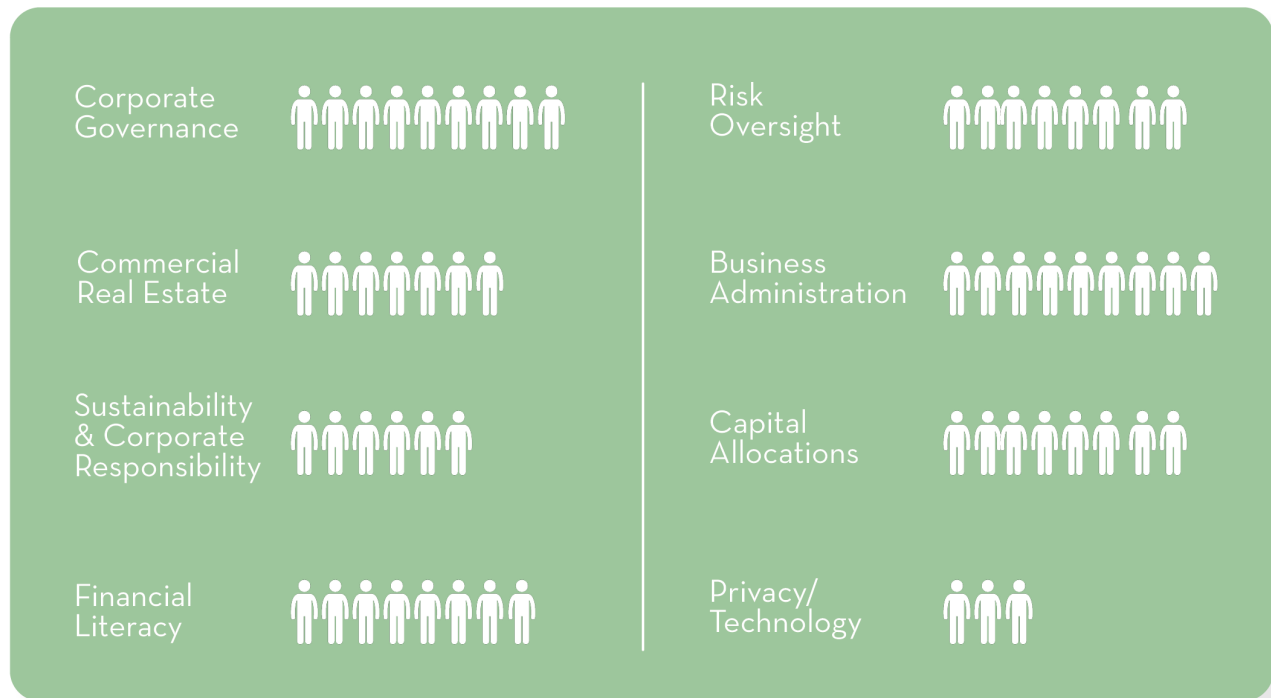 Corporate
Governance
Commercial
Real Estate
Sustainability
& Corporate
Responsibility
Financial
Literacy
Risk
Oversight
Business
Administration
Capital
Allocations
Privacy/
Technology